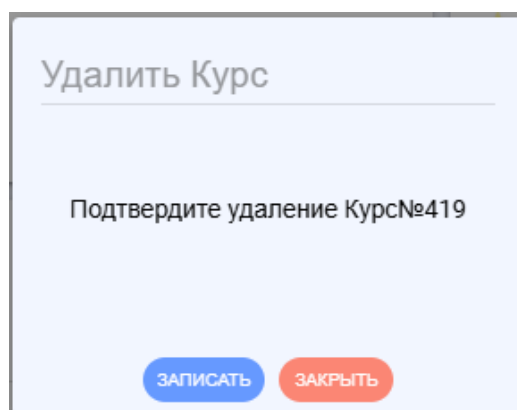 Удалить Курс
Подтвердите удаление Курс№419
ЗАПИСАТЬ ЗАКРЫТЬ